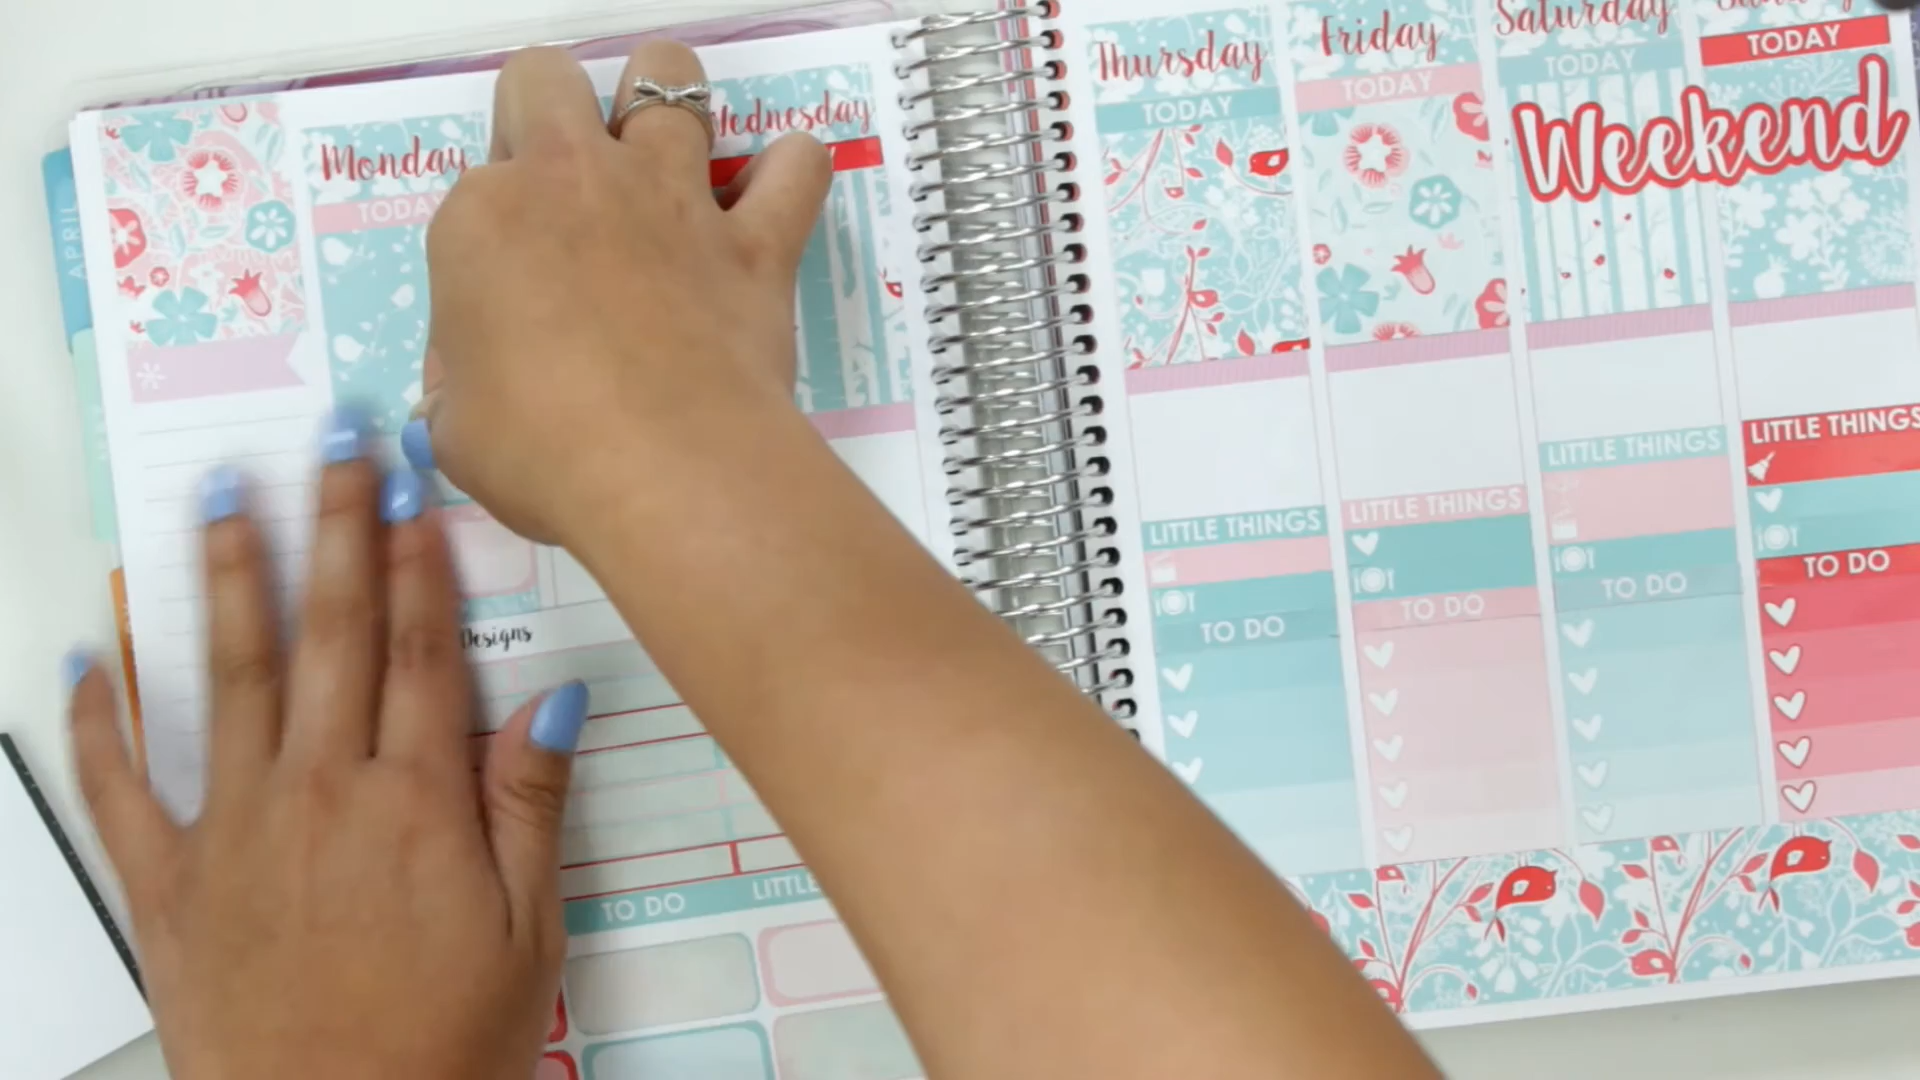 APRIL
Monday
TODAY
Wednesday
Designs
TO DO
LITTLE
Thursday
TODAY
LITTLE THINGS
TO DO
Friday
TODAY
LITTLE THINGS
TO DO
Saturday
TODAY
Weekend
LITTLE THINGS
TO DO
TODAY
LITTLE THINGS
TO DO